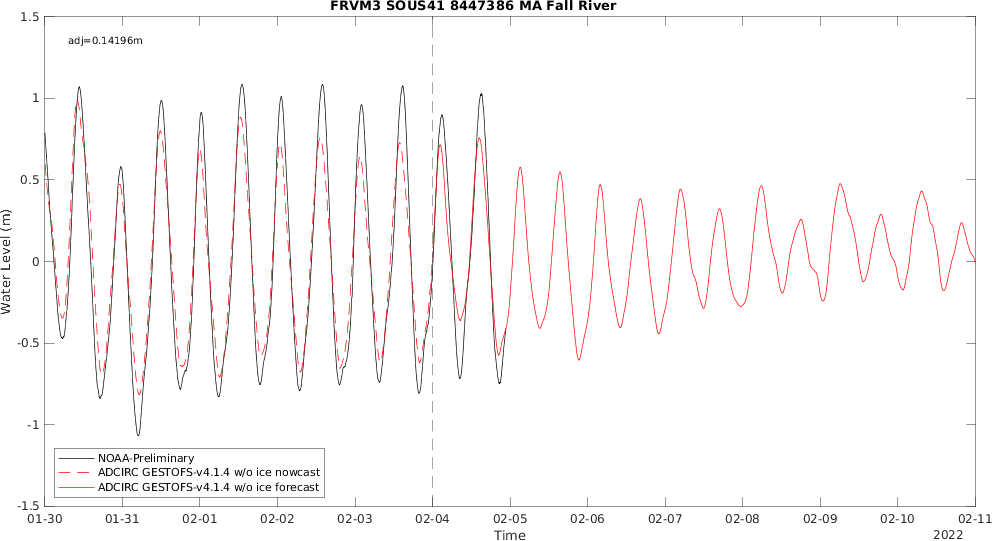 FRVM3 SOUS41 8447386 MA Fall River
1.5
adj=0.14196m
1
0.5
Water Level (m)
0
-0.5
-1
NOAA-Preliminary
ADCIRC GESTOFS-v4.1.4 w/o ice nowcast
ADCIRC GESTOFS-v4.1.4 w/o ice forecast
-1.5
01-30 01-31 02-01 02-02 02-03 02-04 02-05 02-06 02-07 02-08 02-09 02-10 02-11
Time
2022